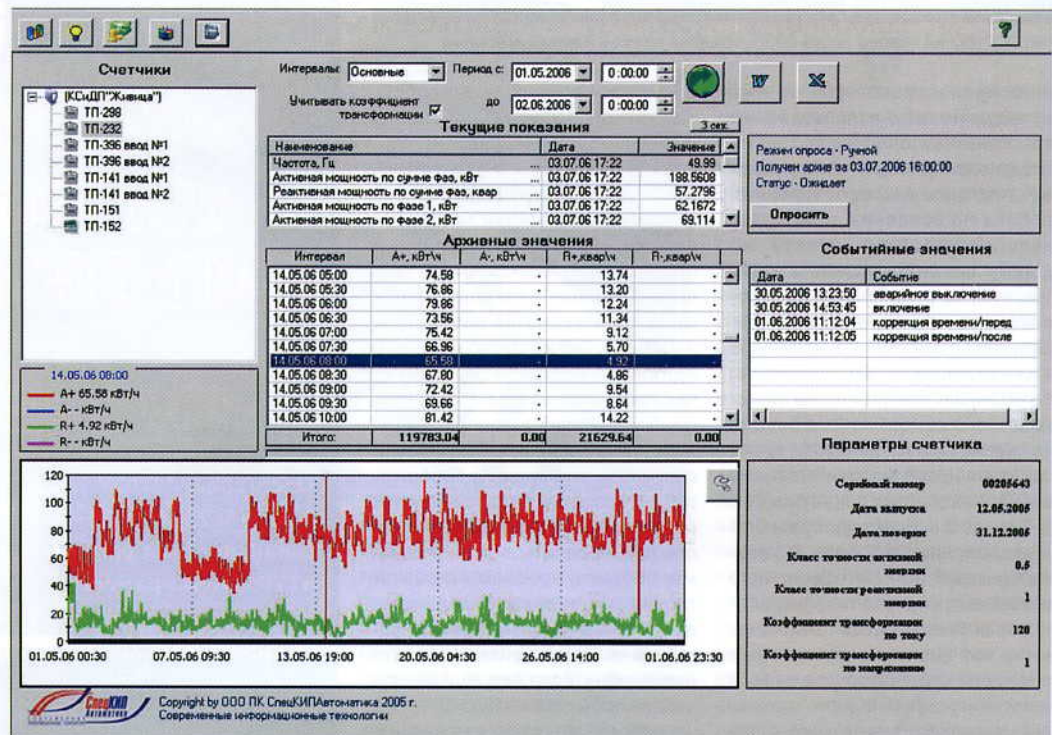 Счетчики
(КСиДП"Живица")
ТП-298
ТП-232
ТП-396 ввод №1
ТП-396 ввод №2
ТП-141 ввод №1
ТП-141 ввод №2
ТП-151
ТП-152
Интервалы: Основные Период с: 01.05.2006 0:00:00
Учитывать коэффициент трансформации до 02.06.2006 0:00:00
W X ?
Текущие показания 3 сек.
Наименование Дата Значение
Частота, Гц ... 03.07.06 17:22 49.99
Активная мощность по сумме фаз, кВт ... 03.07.06 17:22 188.5608
Реактивная мощность по сумме фаз, квар ... 03.07.06 17:22 57.2796
Активная мощность по фазе 1, кВт ... 03.07.06 17:22 62.1672
Активная мощность по фазе 2, кВт ... 03.07.06 17:22 69.114
Режим опроса - Ручной
Получен архив за 03.07.2006 16:00:00
Статус - Ожидает
Опросить
Архивные значения
Интервал А+, кВт\ч А-, кВт\ч R+,квар\ч R-,квар\ч
14.05.06 05:00 74.58 - 13.74 -
14.05.06 05:30 76.86 - 13.20 -
14.05.06 06:00 79.86 - 12.24 -
14.05.06 06:30 73.56 - 11.34 -
14.05.06 07:00 75.42 - 9.12 -
14.05.06 07:30 66.96 - 5.70 -
14.05.06 08:00 65.58 - 4.92 -
14.05.06 08:30 67.80 - 4.86 -
14.05.06 09:00 72.42 - 9.54 -
14.05.06 09:30 69.66 - 8.64 -
14.05.06 10:00 81.42 - 14.22 -
Итого: 119783.04 0.00 21629.64 0.00
Событийные значения
Дата Событие
30.05.2006 13:23:50 аварийное выключение
30.05.2006 14:53:45 включение
01.06.2006 11:12:04 коррекция времени/перед
01.06.2006 11:12:05 коррекция времени/после
14.05.06 08:00
А+ 65.58 кВт/ч
А- - кВт/ч
R+ 4.92 кВт/ч
R- - кВт/ч
120
100
80
60
40
20
0
01.05.06 00:30 07.05.06 09:30 13.05.06 19:00 20.05.06 04:30 26.05.06 14:00 01.06.06 23:30
Параметры счетчика
Серийный номер 00205643
Дата выпуска 12.05.2005
Дата поверки 31.12.2005
Класс точности активной энергии 0.5
Класс точности реактивной энергии 1
Коэффициент трансформации по току 120
Коэффициент трансформации по напряжению 1
СпецКИП
АВТОМАТИКА
Copyright by ООО ПК СпецКИПАвтоматика 2005 г.
Современные информационные технологии